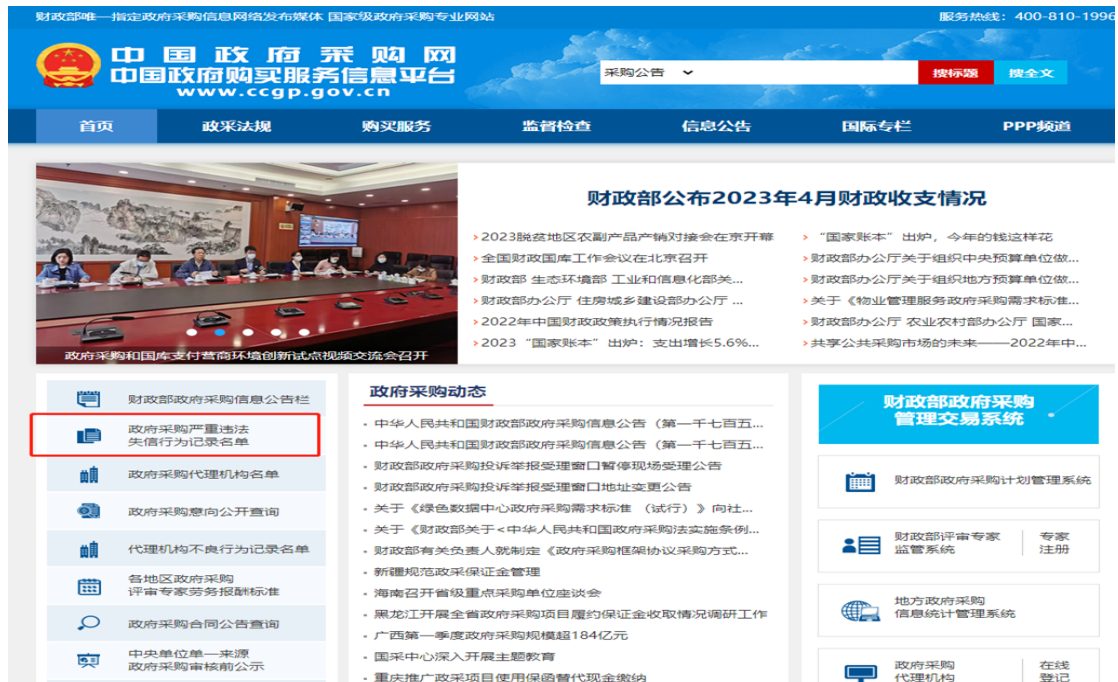 财政部唯一指定政府采购信息网络发布媒体 国家级政府采购专业网站
服务热线：400-810-1996
中国政府采购网
中国政府购买服务信息平台
www.ccgp.gov.cn
采购公告
搜标题
搜全文
首页
政采法规
购买服务
监督检查
信息公告
国际专栏
PPP频道
政府采购和国库支付营商环境创新试点视频交流会召开
财政部公布2023年4月财政收支情况
2023脱贫地区农副产品产销对接会在京开幕
全国财政国库工作会议在北京召开
财政部 生态环境部 工业和信息化部关...
财政部办公厅 住房城乡建设部办公厅 ...
2022年中国财政政策执行情况报告
2023“国家账本”出炉：支出增长5.6%...
“国家账本”出炉，今年的钱这样花
财政部办公厅关于组织中央预算单位做...
财政部办公厅关于组织地方预算单位做...
关于《物业管理服务政府采购需求标准...
财政部办公厅 农业农村部办公厅 国家...
共享公共采购市场的未来——2022年中...
财政部政府采购信息公告栏
政府采购严重违法
失信行为记录名单
政府采购代理机构名单
政府采购意向公开查询
代理机构不良行为记录名单
各地区政府采购
评审专家劳务报酬标准
政府采购合同公告查询
中央单位单一来源
政府采购审核前公示
政府采购动态
中华人民共和国财政部政府采购信息公告（第一千七百五...
中华人民共和国财政部政府采购信息公告（第一千七百五...
财政部政府采购投诉举报受理窗口暂停现场受理公告
财政部政府采购投诉举报受理窗口地址变更公告
关于《绿色数据中心政府采购需求标准 （试行）》向社...
关于《财政部关于<中华人民共和国政府采购法实施条例...
财政部有关负责人就制定《政府采购框架协议采购方式...
新疆规范政采保证金管理
海南召开省级重点采购单位座谈会
黑龙江开展全省政府采购项目履约保证金收取情况调研工作
广西第一季度政府采购规模超184亿元
国采中心深入开展主题教育
重庆推广政采项目使用保函替代现金缴纳
财政部政府采购
管理交易系统
财政部政府采购计划管理系统
财政部评审专家
监管系统
专家
注册
地方政府采购
信息统计管理系统
政府采购
代理机构
在线
登记